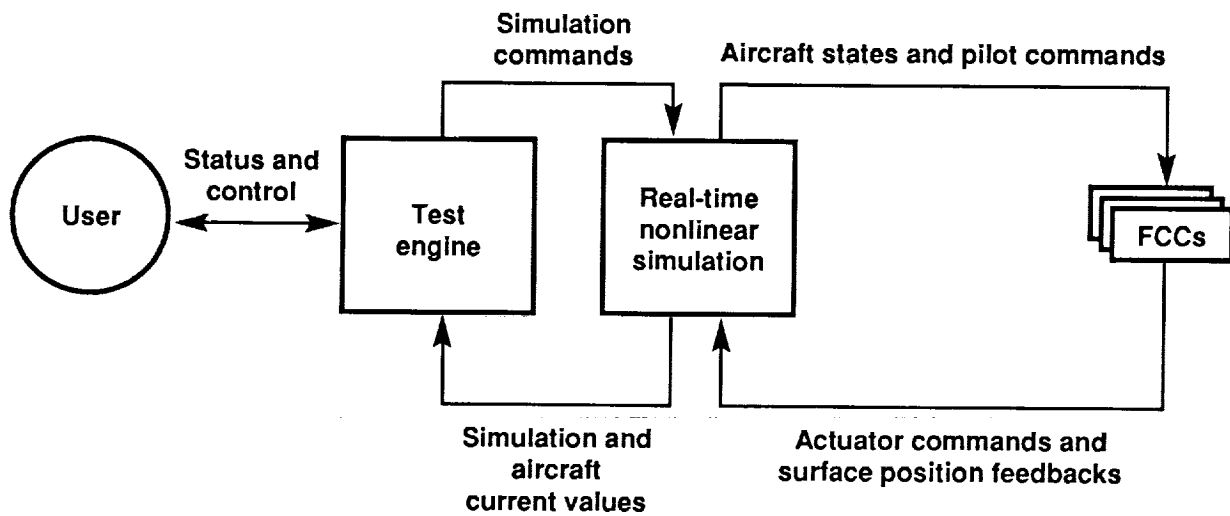 Simulation
commands
Aircraft states and pilot commands
Status and
control
User
Test
engine
Real-time
nonlinear
simulation
FCCs
Simulation and
aircraft
current values
Actuator commands and
surface position feedbacks